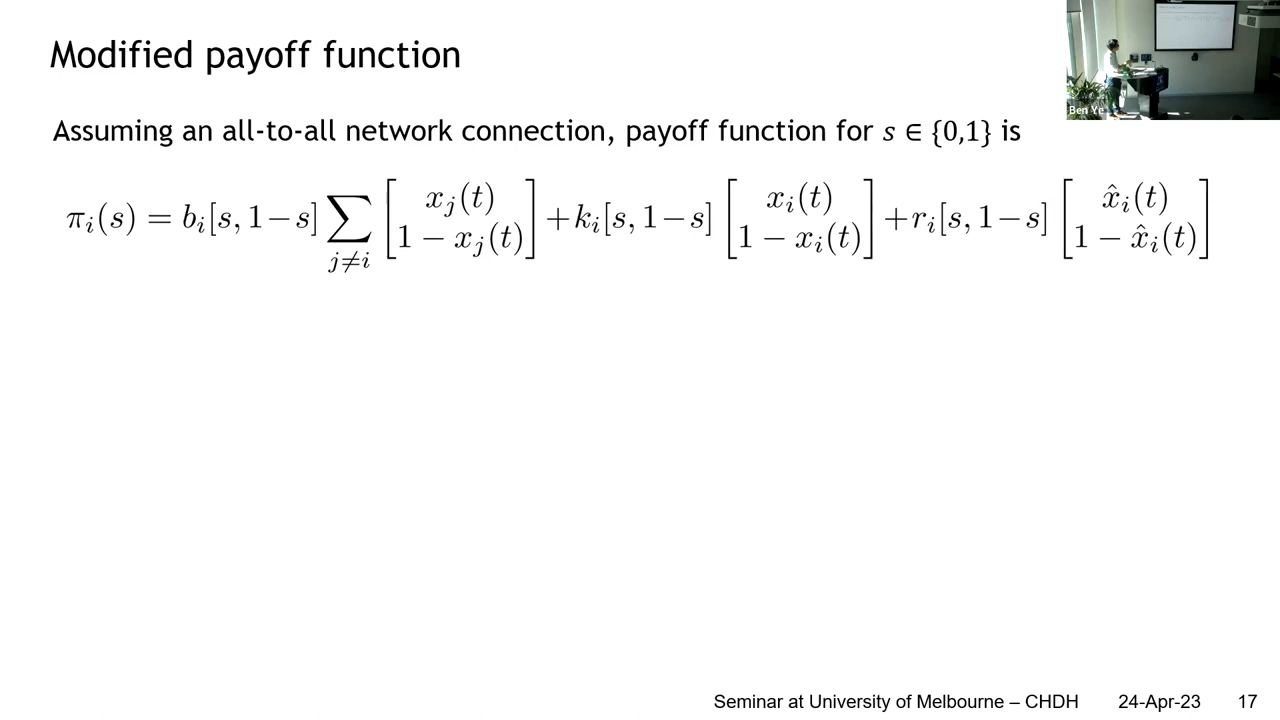 Modified payoff function
Ben Ye
Assuming an all-to-all network connection, payoff function for s ∈ {0,1} is
π_i(s) = b_i[s, 1−s] ∑_{j≠i} [x_j(t); 1 − x_j(t)] + k_i[s, 1−s] [x_i(t); 1 − x_i(t)] + r_i[s, 1−s] [x̂_i(t); 1 − x̂_i(t)]
Seminar at University of Melbourne – CHDH 24-Apr-23 17